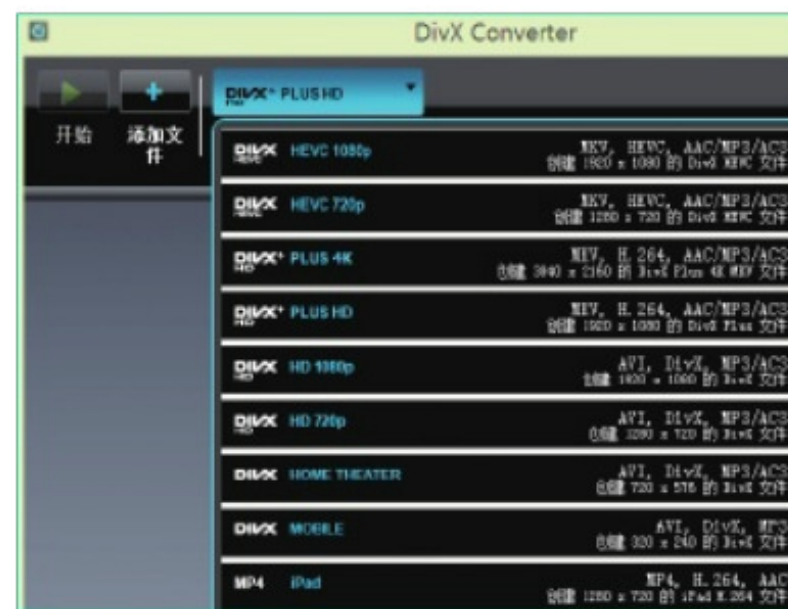 DivX Converter
开始
添加文件
DIVX+ PLUS HD
DIVX HEVC HEVC 1080p
MKV, HEVC, AAC/MP3/AC3
创建 1920 x 1080 的 DivX HEVC 文件
DIVX HEVC HEVC 720p
MKV, HEVC, AAC/MP3/AC3
创建 1280 x 720 的 DivX HEVC 文件
DIVX+ HD PLUS 4K
MKV, H.264, AAC/MP3/AC3
创建 3840 x 2160 的 DivX Plus 4K MKV 文件
DIVX+ HD PLUS HD
MKV, H.264, AAC/MP3/AC3
创建 1920 x 1080 的 DivX Plus 文件
DIVX HD HD 1080p
AVI, DivX, MP3/AC3
创建 1920 x 1080 的 DivX 文件
DIVX HD HD 720p
AVI, DivX, MP3/AC3
创建 1280 x 720 的 DivX 文件
DIVX HOME THEATER
AVI, DivX, MP3/AC3
创建 720 x 576 的 DivX 文件
DIVX MOBILE
AVI, DivX, MP3
创建 320 x 240 的 DivX 文件
MP4 iPad
MP4, H.264, AAC
创建 1280 x 720 的 iPad H.264 文件